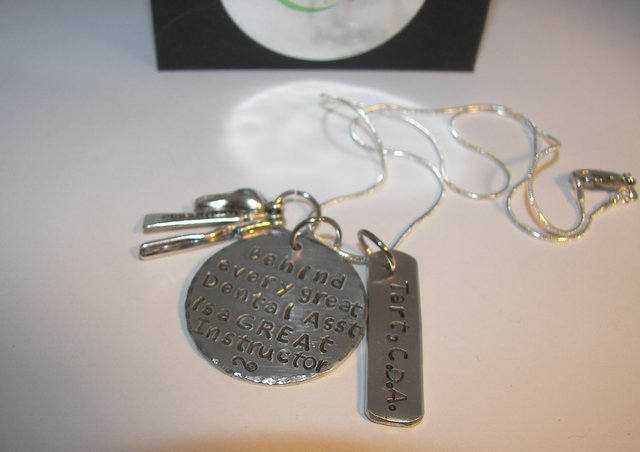 Behind
every great
Dental Asst
Is a GREAt
Instructor
Tart, C.D.A.